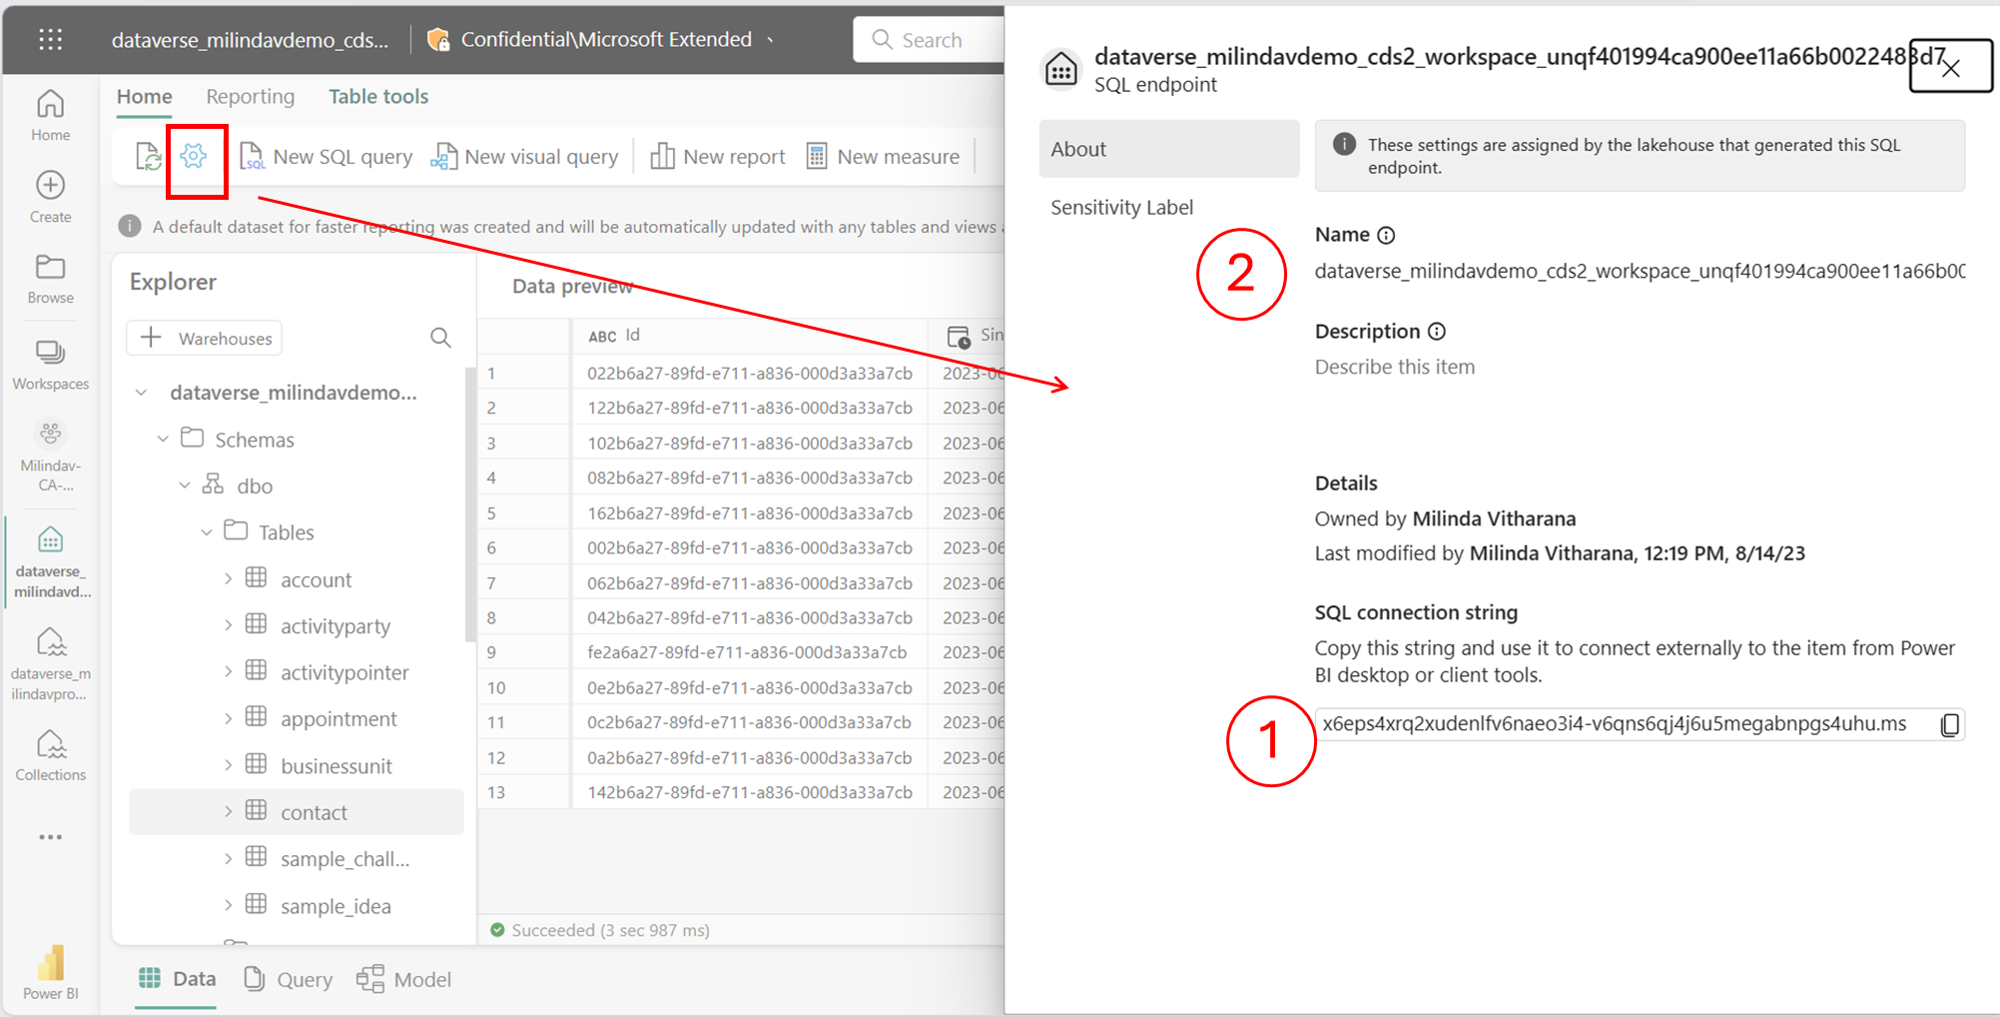 dataverse_milindavdemo_cds...
Confidential\Microsoft Extended
Search
Home
Reporting
Table tools
New SQL query
New visual query
New report
New measure
A default dataset for faster reporting was created and will be automatically updated with any tables and views
Home
Create
Browse
Workspaces
Milindav-
CA-...
dataverse_
milindavd...
dataverse_m
ilindavpro...
Collections
Power BI
Explorer
Warehouses
dataverse_milindavdemo...
Schemas
dbo
Tables
account
activityparty
activitypointer
appointment
businessunit
contact
sample_chall...
sample_idea
Data preview
ABC Id
Sin
1 022b6a27-89fd-e711-a836-000d3a33a7cb 2023-06
2 122b6a27-89fd-e711-a836-000d3a33a7cb 2023-06
3 102b6a27-89fd-e711-a836-000d3a33a7cb 2023-06
4 082b6a27-89fd-e711-a836-000d3a33a7cb 2023-06
5 162b6a27-89fd-e711-a836-000d3a33a7cb 2023-06
6 002b6a27-89fd-e711-a836-000d3a33a7cb 2023-06
7 062b6a27-89fd-e711-a836-000d3a33a7cb 2023-06
8 042b6a27-89fd-e711-a836-000d3a33a7cb 2023-06
9 fe2a6a27-89fd-e711-a836-000d3a33a7cb 2023-06
10 0e2b6a27-89fd-e711-a836-000d3a33a7cb 2023-06
11 0c2b6a27-89fd-e711-a836-000d3a33a7cb 2023-06
12 0a2b6a27-89fd-e711-a836-000d3a33a7cb 2023-06
13 142b6a27-89fd-e711-a836-000d3a33a7cb 2023-06
Succeeded (3 sec 987 ms)
Data
Query
Model
dataverse_milindavdemo_cds2_workspace_unqf401994ca900ee11a66b0022483d7
SQL endpoint
About
Sensitivity Label
These settings are assigned by the lakehouse that generated this SQL
endpoint.
2
Name
dataverse_milindavdemo_cds2_workspace_unqf401994ca900ee11a66b00
Description
Describe this item
Details
Owned by Milinda Vitharana
Last modified by Milinda Vitharana, 12:19 PM, 8/14/23
SQL connection string
Copy this string and use it to connect externally to the item from Power
BI desktop or client tools.
1
x6eps4xrq2xudenlfv6naeo3i4-v6qns6qj4j6u5megabnpgs4uhu.ms